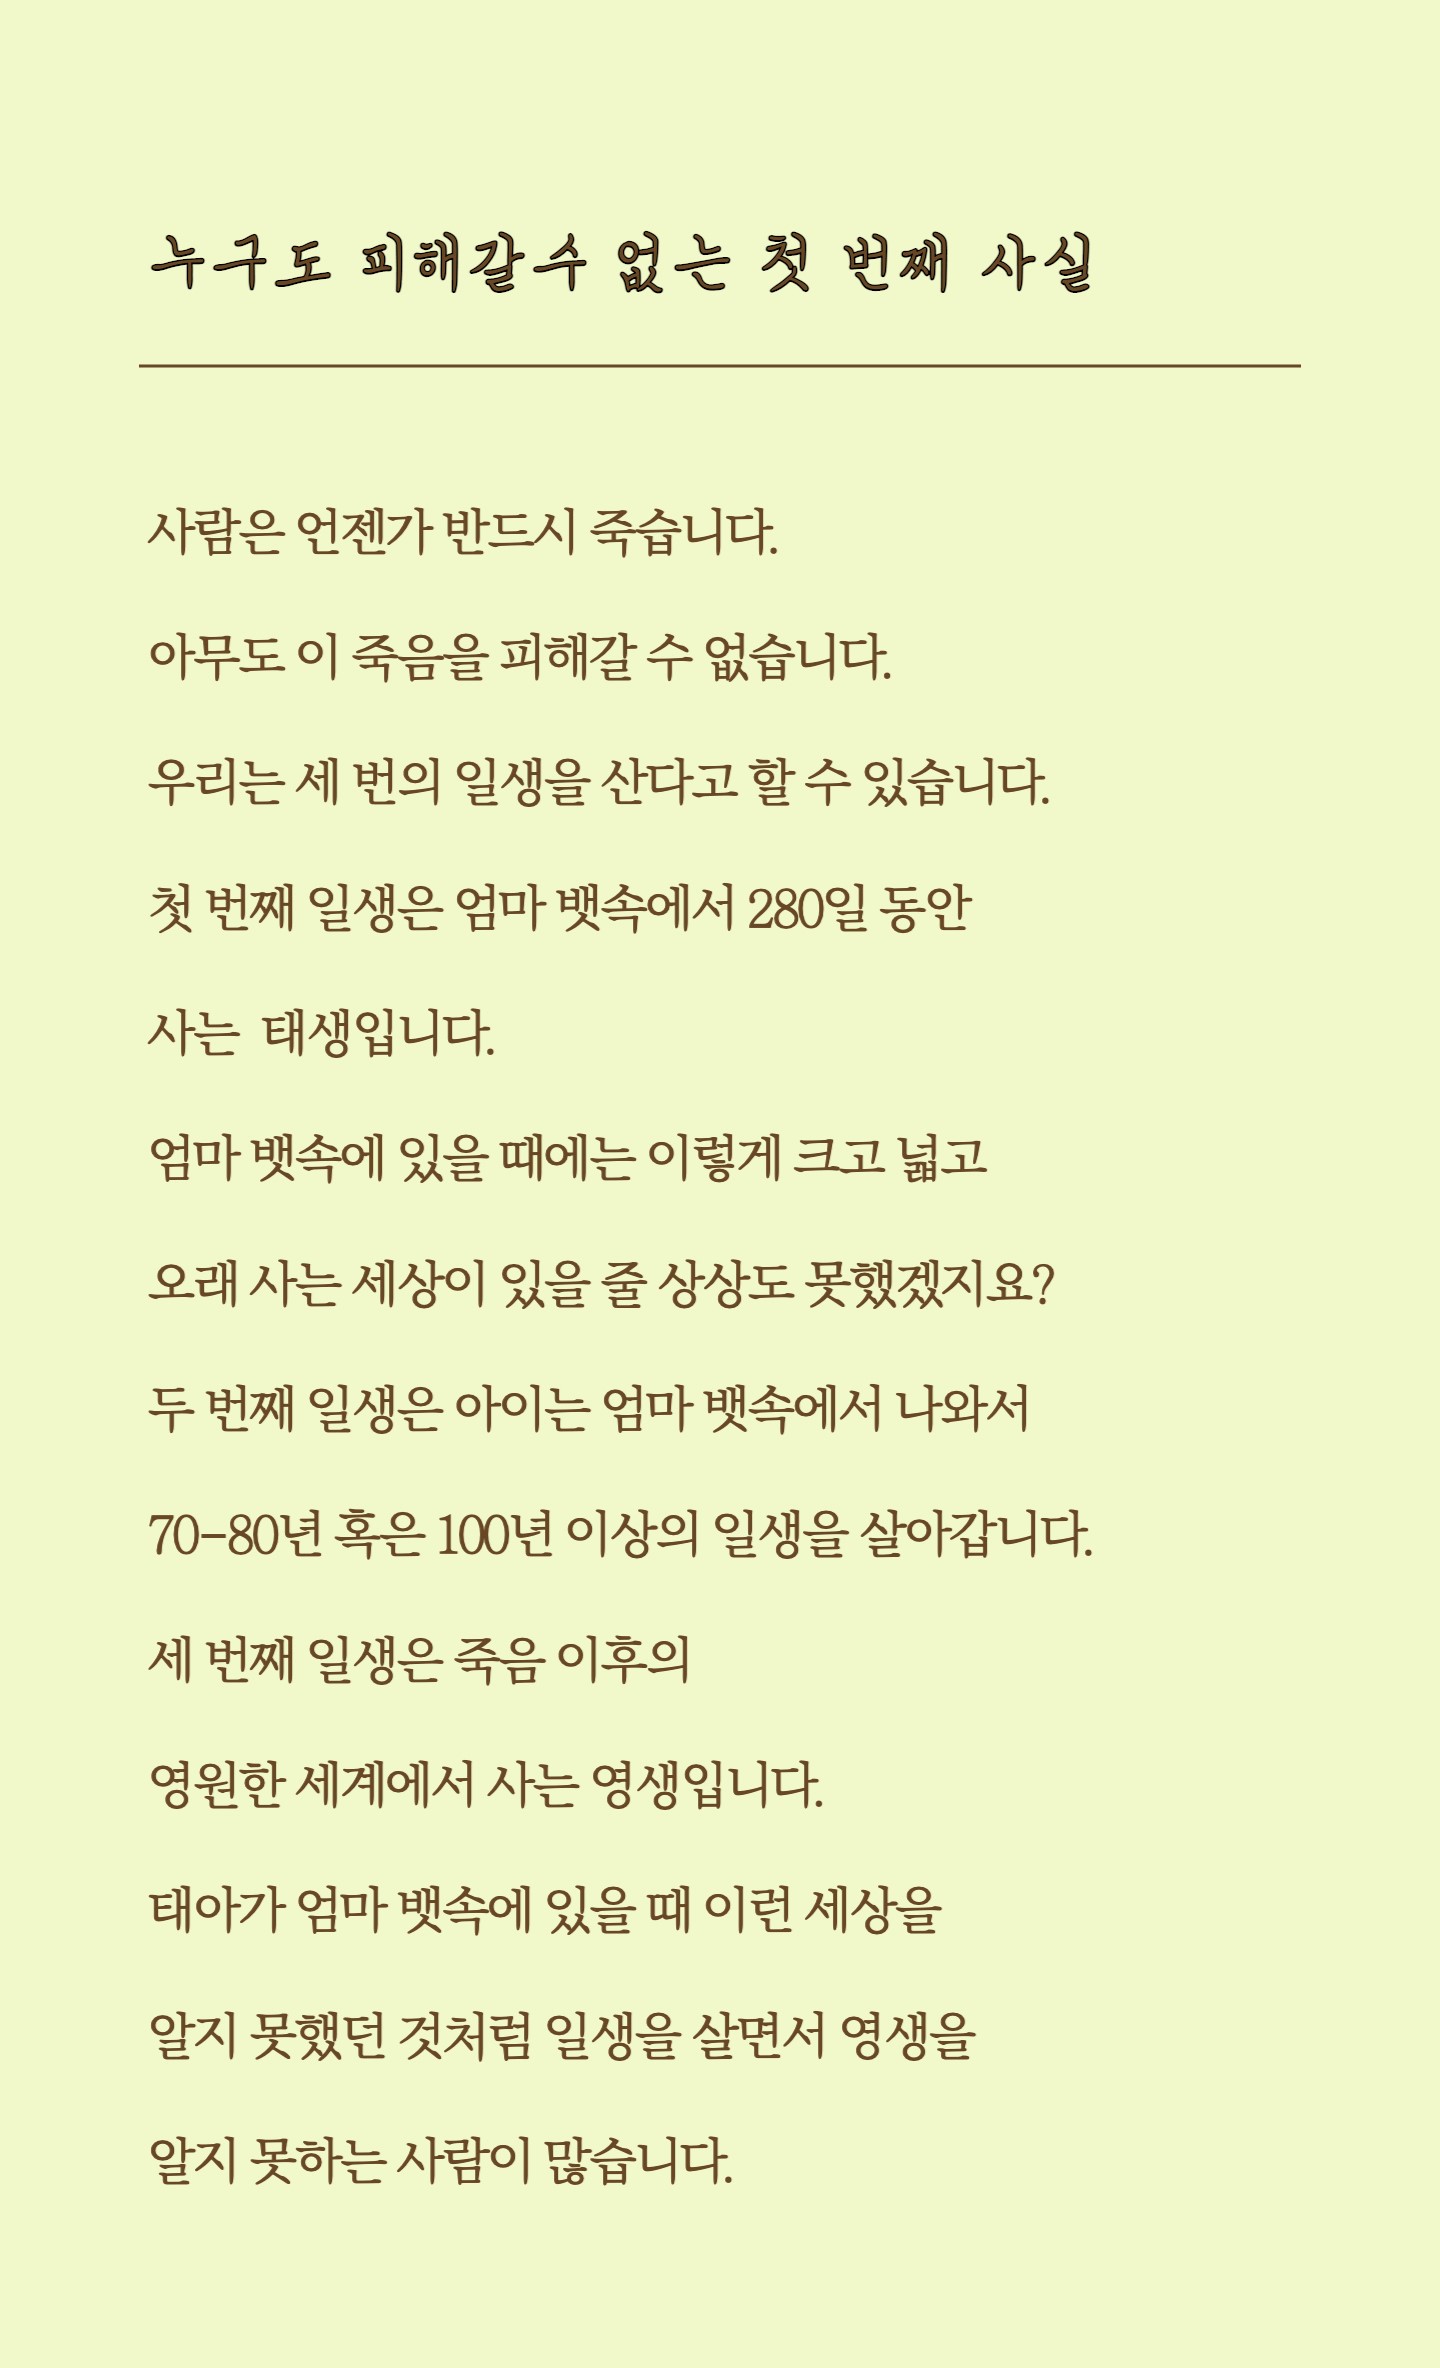 누구도 피해갈수 없는 첫 번째 사실
사람은 언젠가 반드시 죽습니다.
아무도 이 죽음을 피해갈 수 없습니다.
우리는 세 번의 일생을 산다고 할 수 있습니다.
첫 번째 일생은 엄마 뱃속에서 280일 동안
사는 태생입니다.
엄마 뱃속에 있을 때에는 이렇게 크고 넓고
오래 사는 세상이 있을 줄 상상도 못했겠지요?
두 번째 일생은 아이는 엄마 뱃속에서 나와서
70-80년 혹은 100년 이상의 일생을 살아갑니다.
세 번째 일생은 죽음 이후의
영원한 세계에서 사는 영생입니다.
태아가 엄마 뱃속에 있을 때 이런 세상을
알지 못했던 것처럼 일생을 살면서 영생을
알지 못하는 사람이 많습니다.